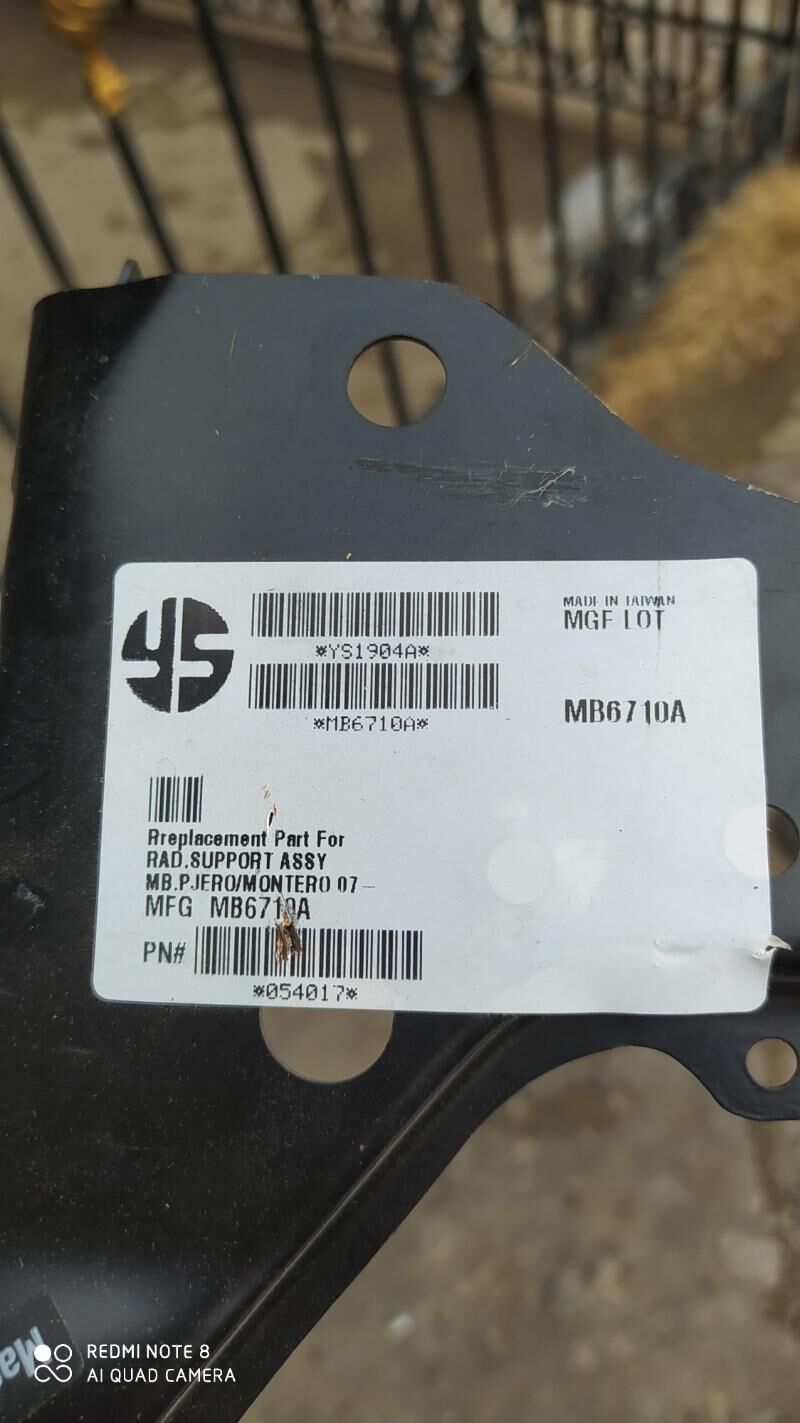 YS
*YS1904A*
*MB6710A*
MADE IN TAIWAN
MGF LOT
MB6710A
Rreplacement Part For
RAD.SUPPORT ASSY
MB.PJERO/MONTERO 07-
MFG MB6710A
PN#
*054017*
Ma
REDMI NOTE 8
AI QUAD CAMERA